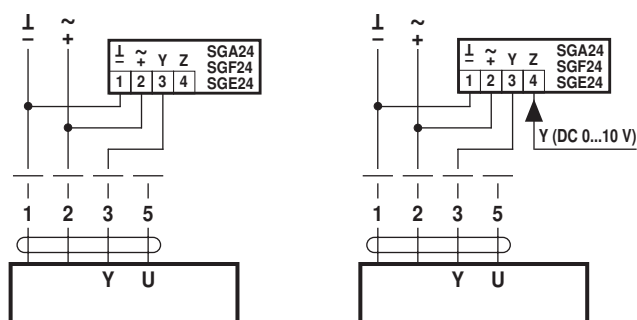 ⊥ ~
− +
⊥ ~ Y Z SGA24
− + SGF24
1 2 3 4 SGE24
1 2 3 5
Y U
⊥ ~
− +
⊥ ~ Y Z SGA24
− + SGF24
1 2 3 4 SGE24
Y (DC 0...10 V)
1 2 3 5
Y U